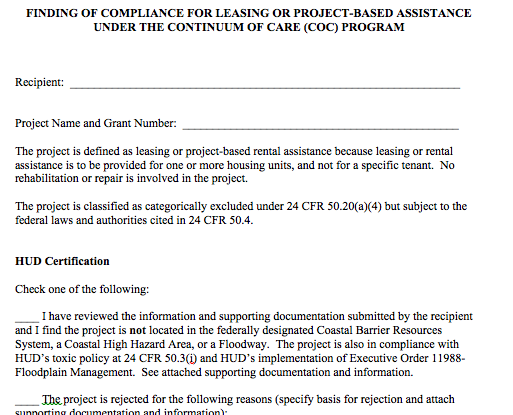 FINDING OF COMPLIANCE FOR LEASING OR PROJECT-BASED ASSISTANCE
UNDER THE CONTINUUM OF CARE (COC) PROGRAM
Recipient: ____________________________________________________________
Project Name and Grant Number: ___________________________________________
The project is defined as leasing or project-based rental assistance because leasing or rental
assistance is to be provided for one or more housing units, and not for a specific tenant.  No
rehabilitation or repair is involved in the project.
The project is classified as categorically excluded under 24 CFR 50.20(a)(4) but subject to the
federal laws and authorities cited in 24 CFR 50.4.
HUD Certification
Check one of the following:
____ I have reviewed the information and supporting documentation submitted by the recipient
and I find the project is not located in the federally designated Coastal Barrier Resources
System, a Coastal High Hazard Area, or a Floodway.  The project is also in compliance with
HUD's toxic policy at 24 CFR 50.3(i) and HUD's implementation of Executive Order 11988-
Floodplain Management.  See attached supporting documentation and information.
____ The project is rejected for the following reasons (specify basis for rejection and attach
supporting documentation and information):